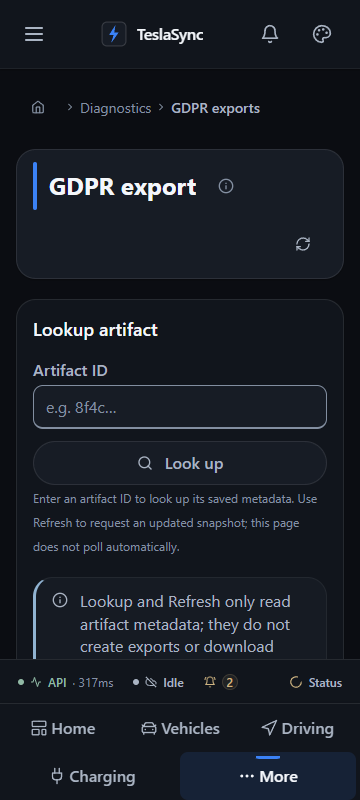 TeslaSync
Diagnostics GDPR exports
GDPR export
Lookup artifact
Artifact ID
e.g. 8f4c...
Look up
Enter an artifact ID to look up its saved metadata. Use
Refresh to request an updated snapshot; this page
does not poll automatically.
Lookup and Refresh only read
artifact metadata; they do not
create exports or download
API · 317ms Idle 2 Status
Home Vehicles Driving
Charging More